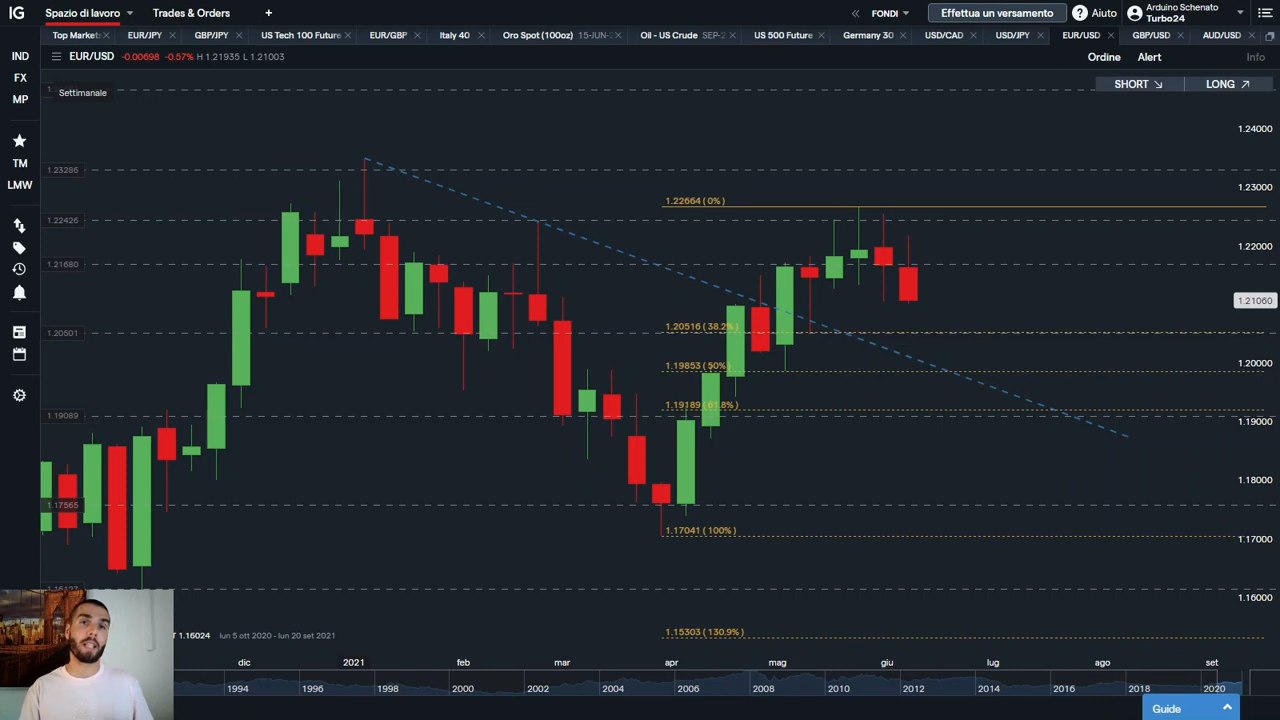 IG Spazio di lavoro Trades & Orders + « FONDI Effettua un versamento ? Aiuto Arduino Schenato
Turbo24
Top Market EUR/JPY GBP/JPY US Tech 100 Future EUR/GBP Italy 40 Oro Spot (100oz) 15-JUN- Oil - US Crude SEP-2 US 500 Future Germany 30 USD/CAD USD/JPY EUR/USD GBP/USD AUD/USD
IND EUR/USD -0.00698 -0.57% H 1.21935 L 1.21003 Ordine Alert Info
FX
MP
TM
LMW
Settimanale
SHORT LONG
1.24000
1.23286
1.23000
1.22664 (0%)
1.22426
1.22000
1.21680
1.21060
1.20516 (38.2%)
1.20501
1.19853 (50%)
1.20000
1.19189 (61.8%)
1.19089
1.19000
1.18000
1.17565
1.17041 (100%)
1.17000
1.16000
1.15303 (130.9%)
T 1.16024 lun 5 ott 2020 - lun 20 set 2021
dic 2021 feb mar apr mag giu lug ago set
1994 1996 1998 2000 2002 2004 2006 2008 2010 2012 2014 2016 2018 2020
Guide